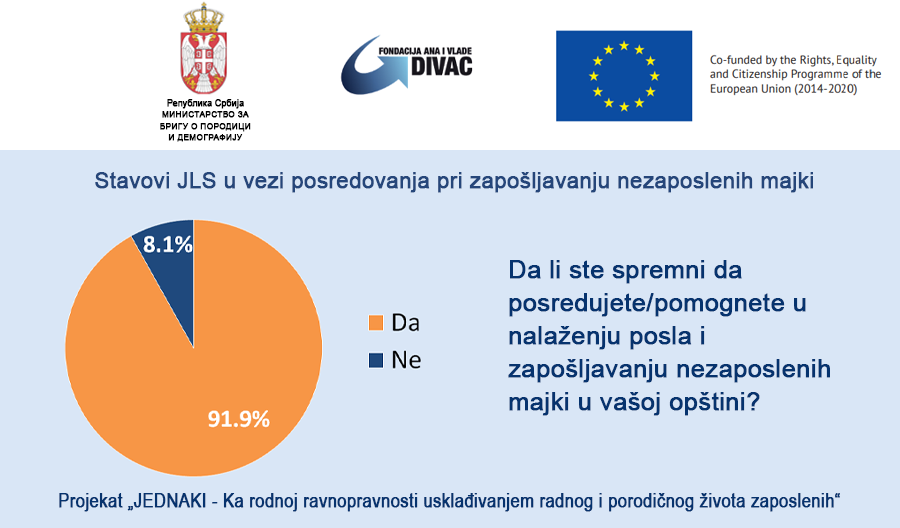 Република Србија
МИНИСТАРСТВО ЗА
БРИГУ О ПОРОДИЦИ
И ДЕМОГРАФИЈУ
FONDACIJA ANA I VLADE
DIVAC
Co-funded by the Rights, Equality
and Citizenship Programme of the
European Union (2014-2020)
Stavovi JLS u vezi posredovanja pri zapošljavanju nezaposlenih majki
8.1%
91.9%
Da
Ne
Da li ste spremni da
posredujete/pomognete u
nalaženju posla i
zapošljavanju nezaposlenih
majki u vašoj opštini?
Projekat „JEDNAKI - Ka rodnoj ravnopravnosti usklađivanjem radnog i porodičnog života zaposlenih“